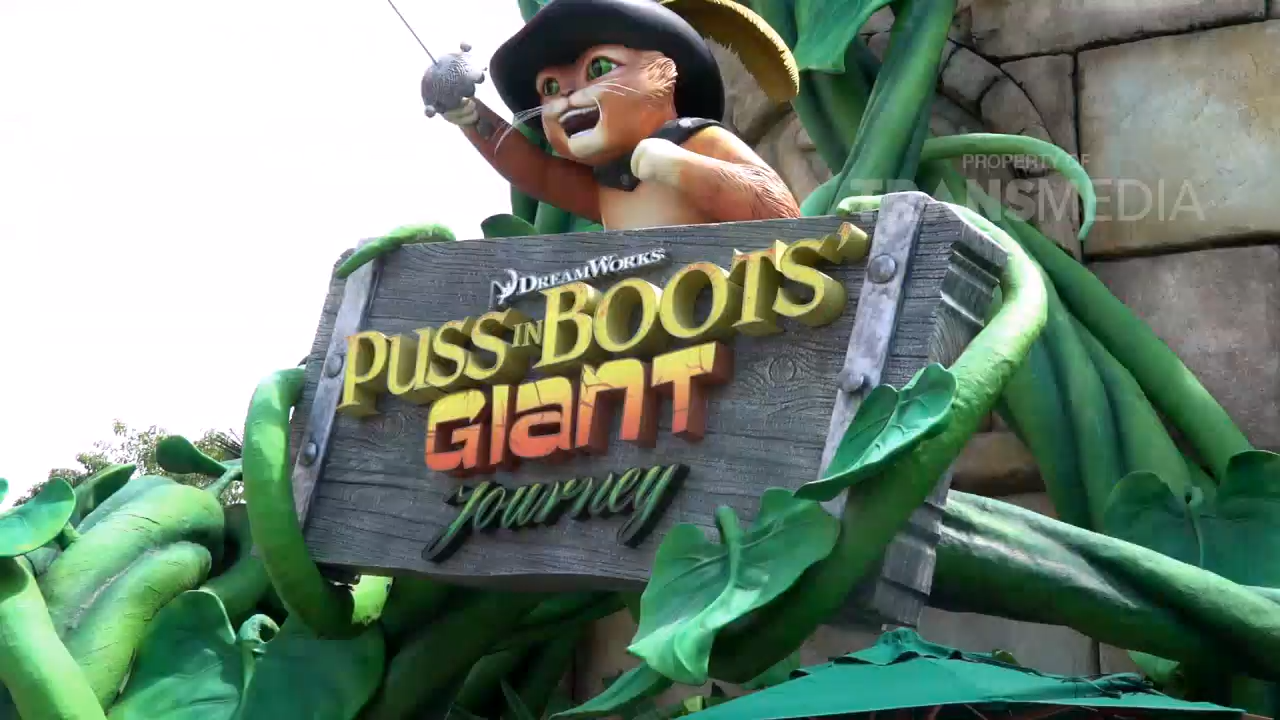 PROPERTY OF
TRANSMEDIA
DREAMWORKS
PUSS IN BOOTS'
GIANT
Journey